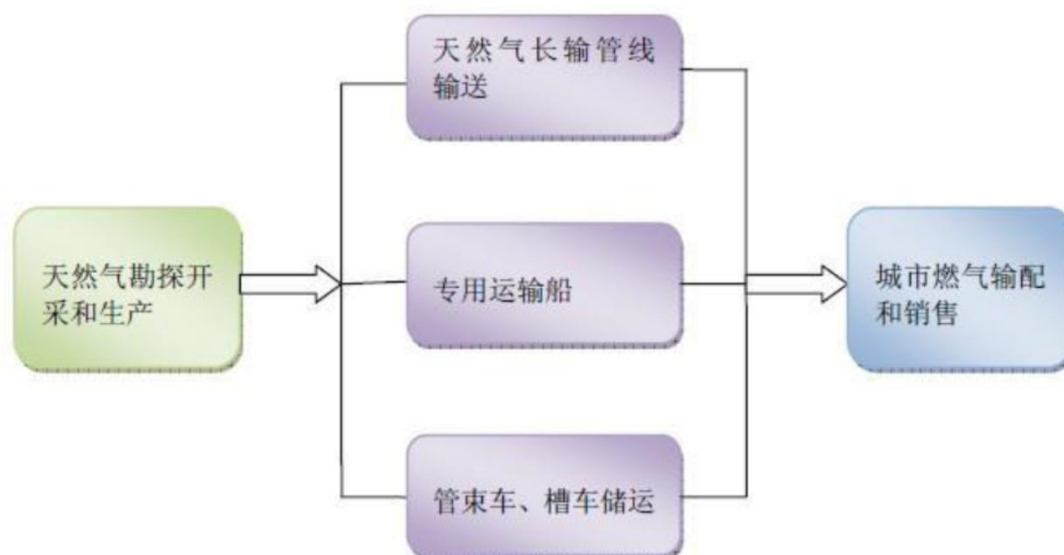 天然气长输管线
输送
天然气勘探开
采和生产
专用运输船
城市燃气输配
和销售
管束车、槽车储运